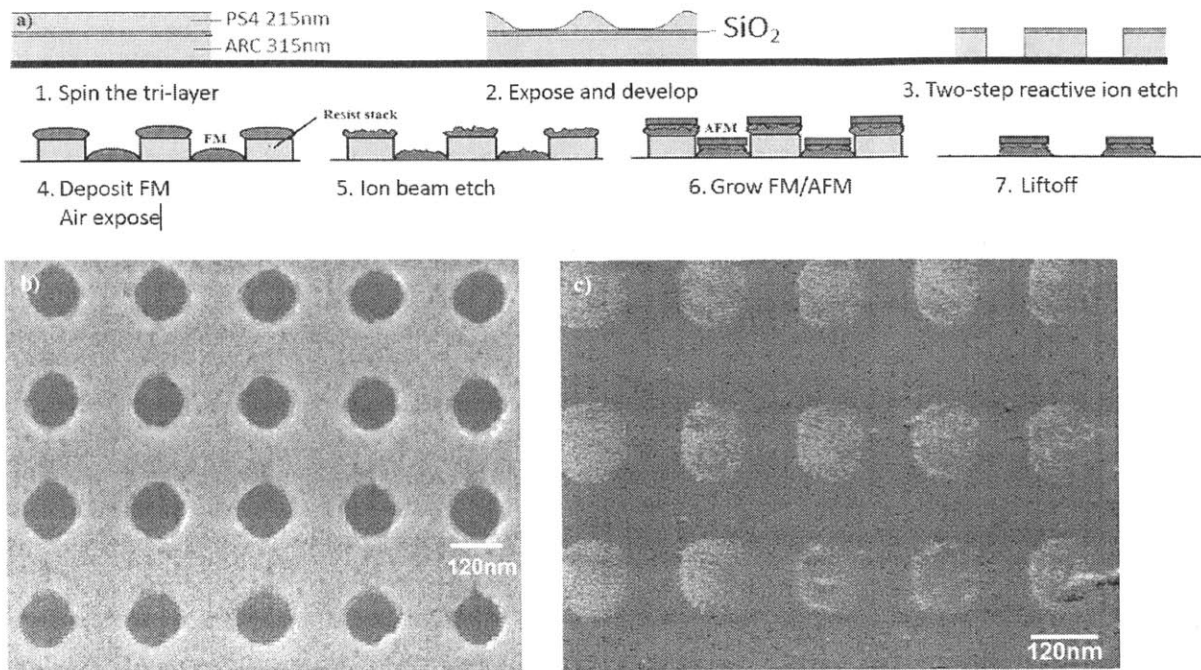 a)
PS4 215nm
ARC 315nm
SiO₂
1. Spin the tri-layer
2. Expose and develop
3. Two-step reactive ion etch
FM
Resist stack
AFM
4. Deposit FM
Air expose
5. Ion beam etch
6. Grow FM/AFM
7. Liftoff
b)
120nm
c)
120nm